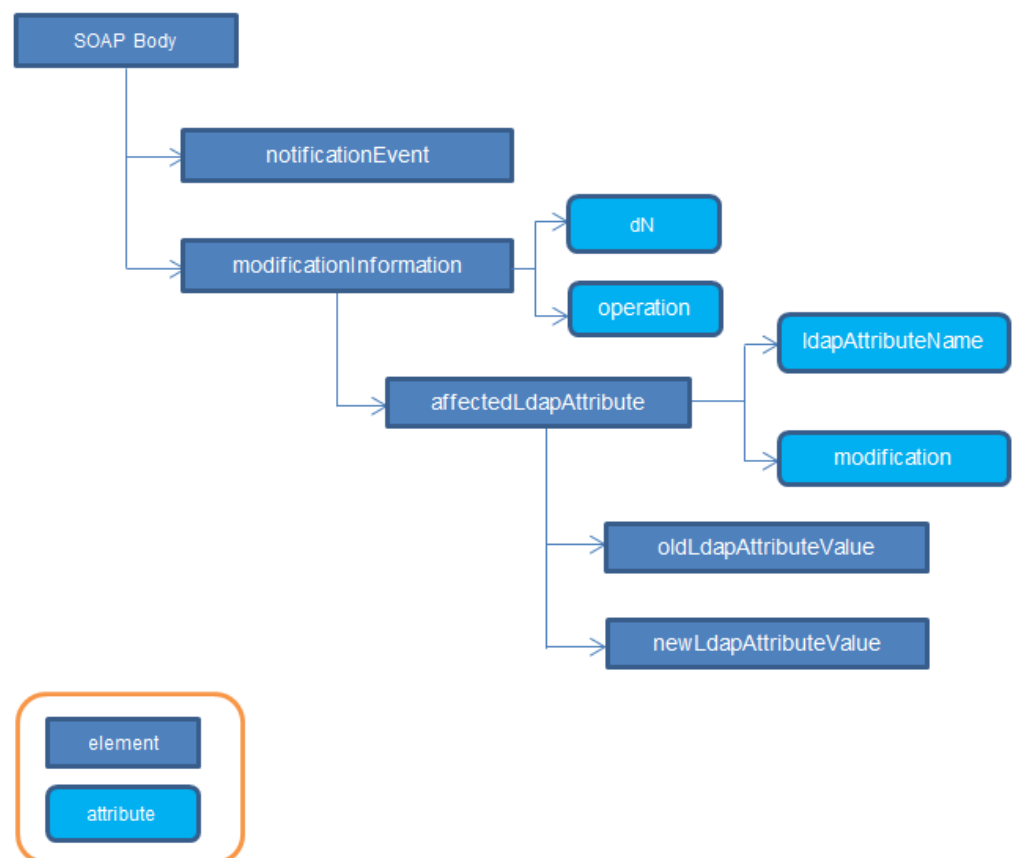 SOAP Body
notificationEvent
dN
modificationInformation
operation
ldapAttributeName
affectedLdapAttribute
modification
oldLdapAttributeValue
newLdapAttributeValue
element
attribute